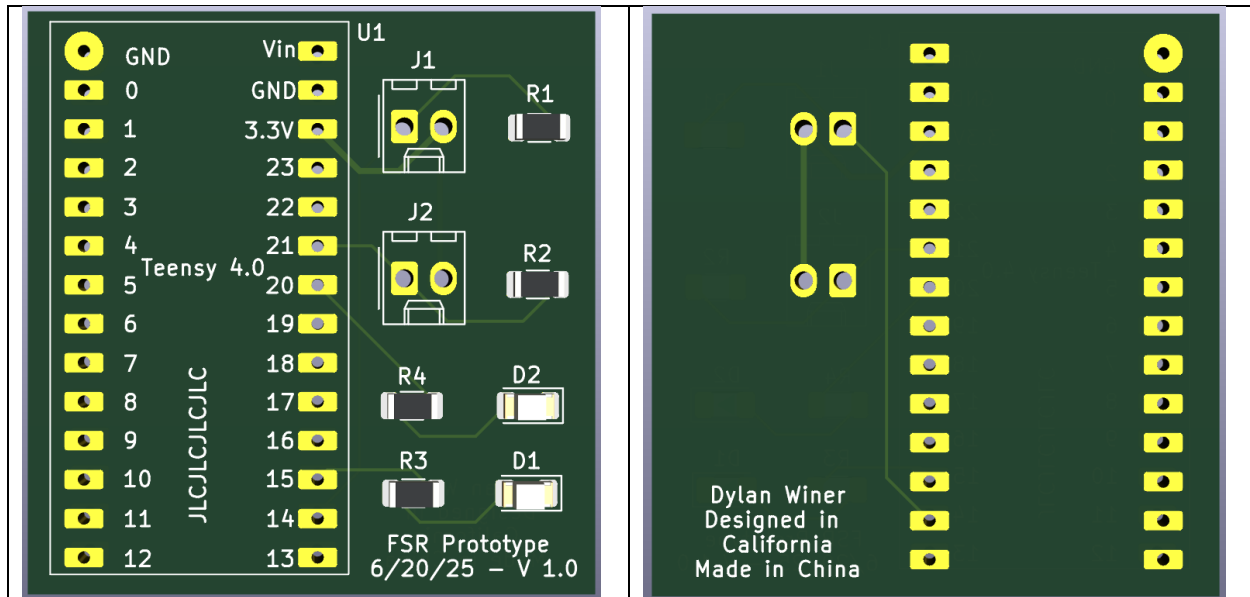 U1
GND
Vin
J1
0
GND
R1
1
3.3V
2
23
3
22
J2
4
21
Teensy 4.0
R2
5
20
6
19
7
18
R4
D2
8
17
9
16
R3
D1
10
15
JLCJLCJLCJLC
11
14
12
13
FSR Prototype
6/20/25 - V 1.0
Dylan Winer
Designed in
California
Made in China